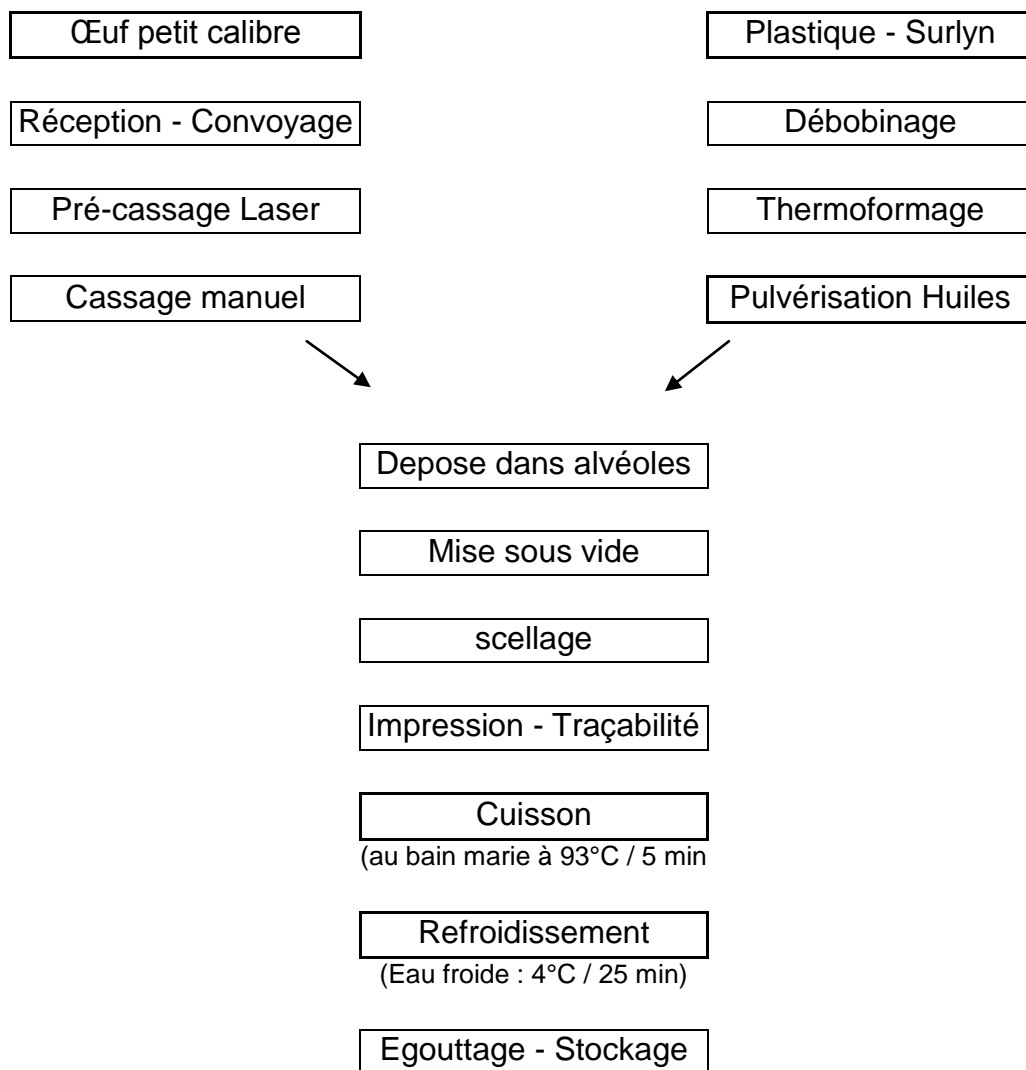 Œuf petit calibre
Plastique - Surlyn
Réception - Convoyage
Débobinage
Pré-cassage Laser
Thermoformage
Cassage manuel
Pulvérisation Huiles
Depose dans alvéoles
Mise sous vide
scellage
Impression - Traçabilité
Cuisson
(au bain marie à 93°C / 5 min
Refroidissement
(Eau froide : 4°C / 25 min)
Egouttage - Stockage